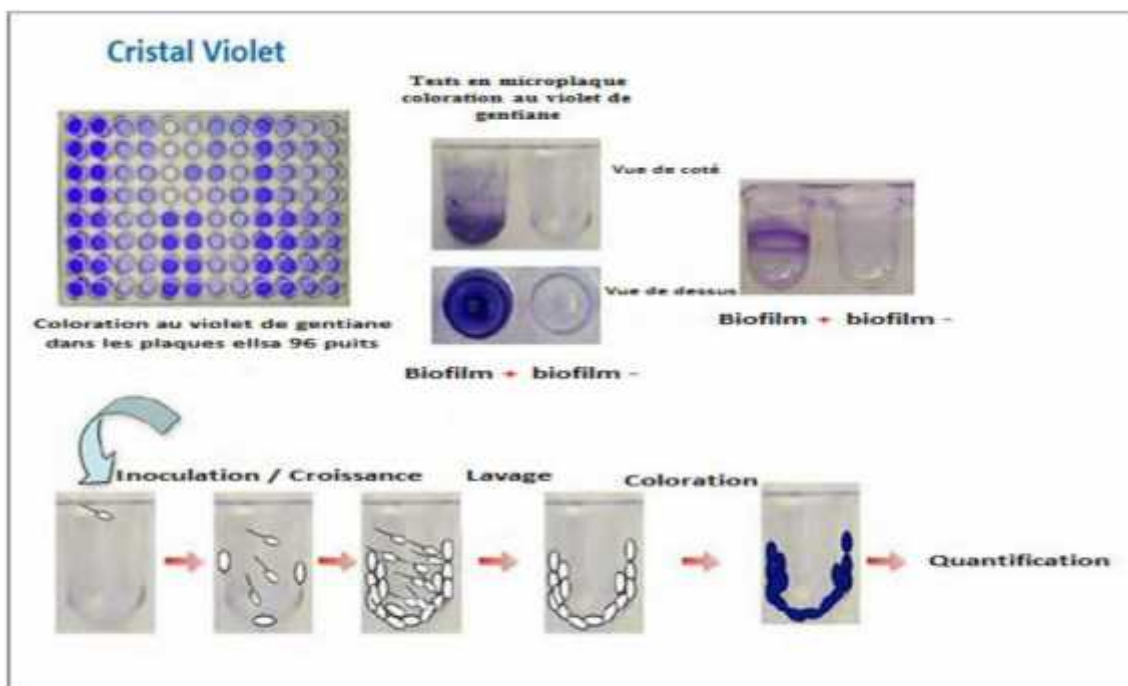 Cristal Violet
Tests en microplaque
coloration au violet de
gentiane
Vue de coté
Vue de dessus
Biofilm + biofilm -
Coloration au violet de gentiane
dans les plaques elisa 96 puits
Biofilm + biofilm -
Inoculation / Croissance
Lavage
Coloration
Quantification